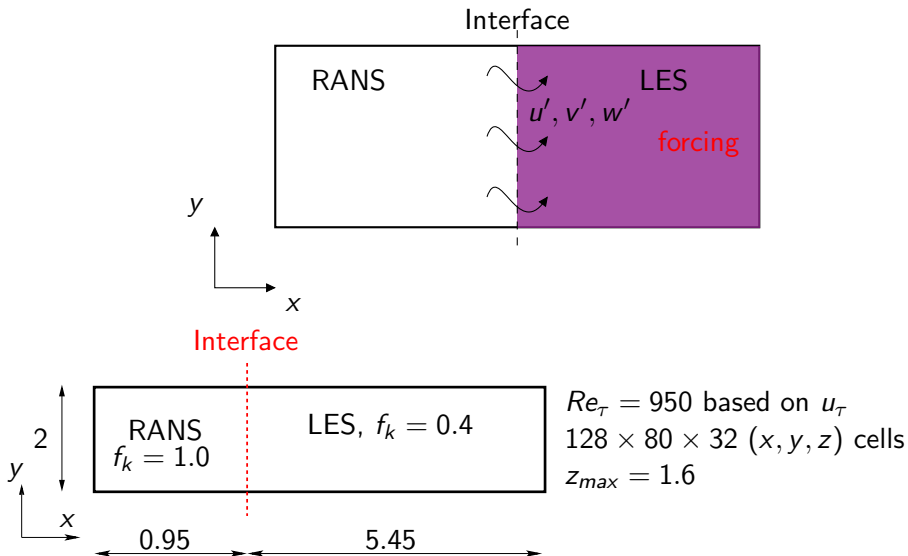 Interface
RANS
LES
u′, v′, w′
forcing
y
x
Interface
RANS
f_k = 1.0
LES, f_k = 0.4
2
y
x
0.95
5.45
Re_τ = 950 based on u_τ
128 × 80 × 32 (x, y, z) cells
z_max = 1.6